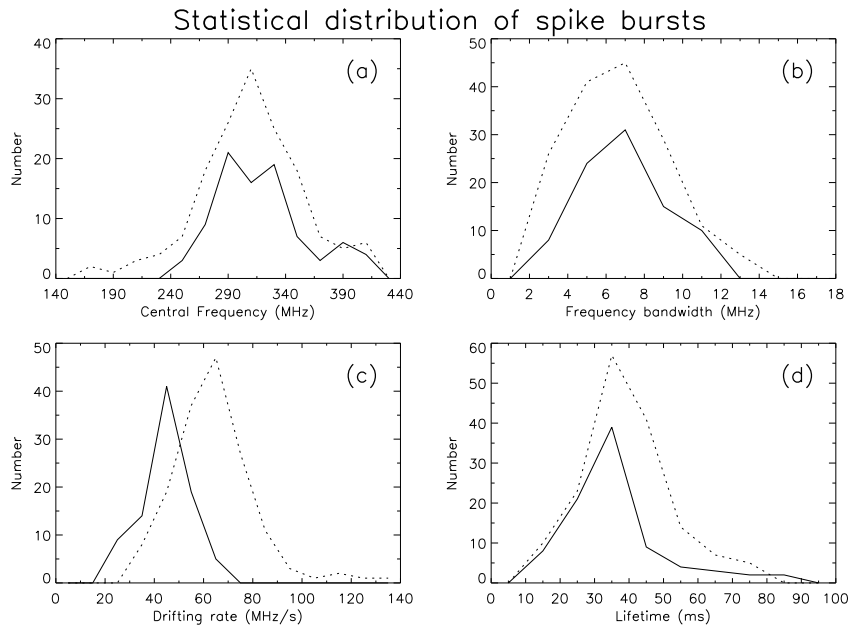 Statistical distribution of spike bursts
40
30
20
10
0
Number
(a)
140 190 240 290 340 390 440
Central Frequency (MHz)
50
40
30
20
10
0
Number
(b)
0 2 4 6 8 10 12 14 16 18
Frequency bandwidth (MHz)
50
40
30
20
10
0
Number
(c)
0 20 40 60 80 100 120 140
Drifting rate (MHz/s)
60
50
40
30
20
10
0
Number
(d)
0 10 20 30 40 50 60 70 80 90 100
Lifetime (ms)